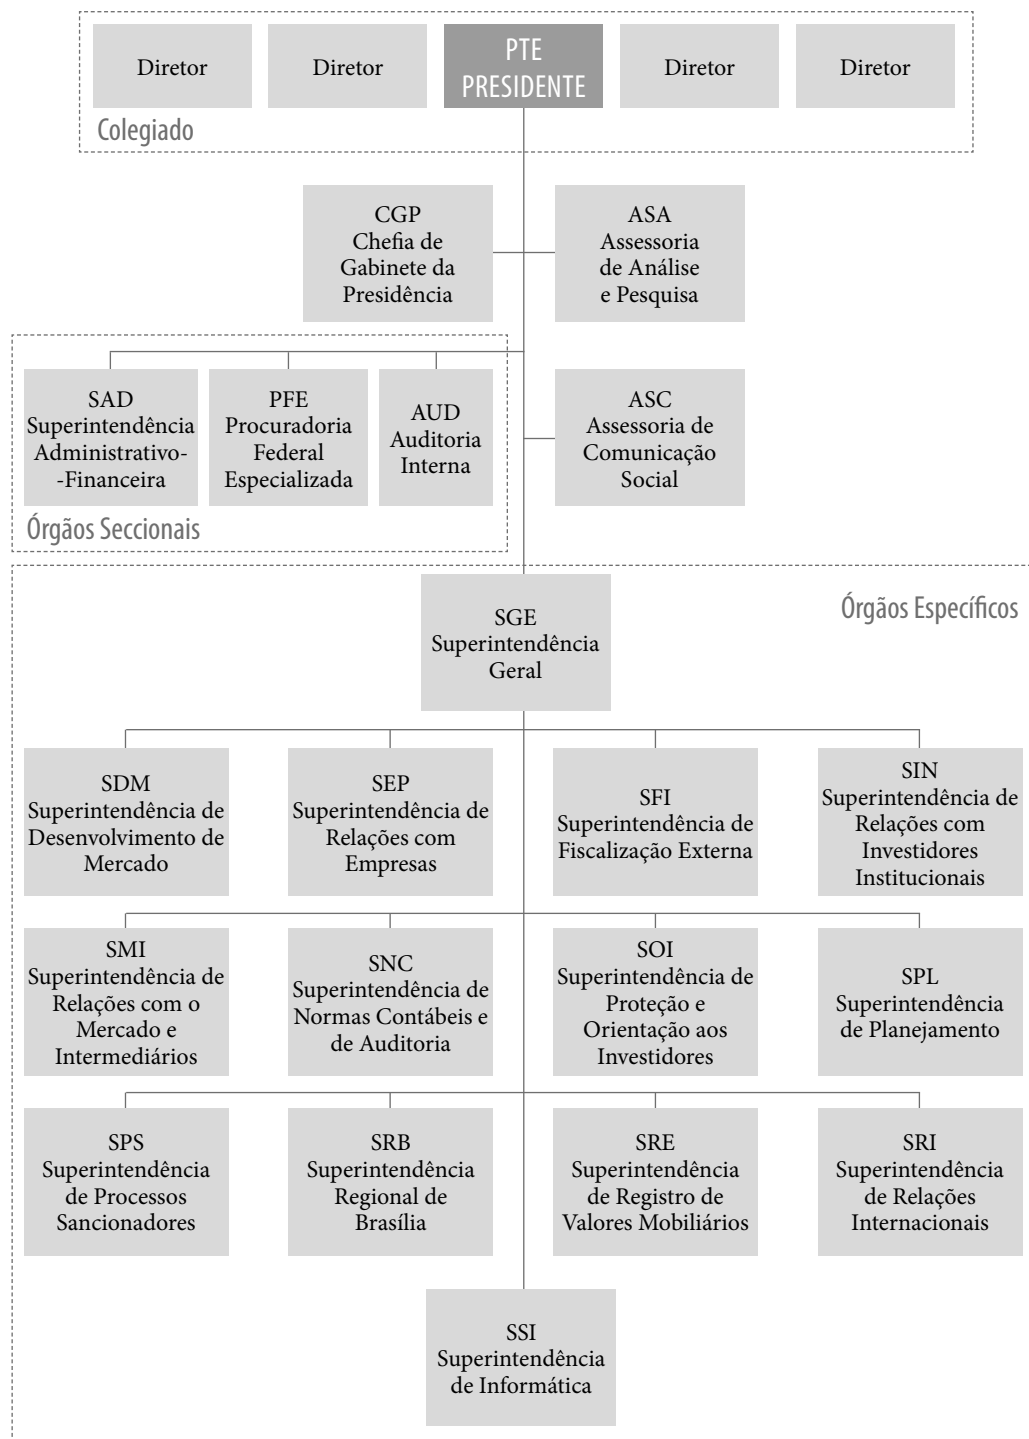 Diretor
Diretor
PTE
PRESIDENTE
Diretor
Diretor
Colegiado
CGP
Chefia de
Gabinete da
Presidência
ASA
Assessoria
de Análise
e Pesquisa
SAD
Superintendência
Administrativo-
-Financeira
PFE
Procuradoria
Federal
Especializada
AUD
Auditoria
Interna
ASC
Assessoria de
Comunicação
Social
Órgãos Seccionais
Órgãos Específicos
SGE
Superintendência
Geral
SDM
Superintendência de
Desenvolvimento de
Mercado
SEP
Superintendência de
Relações com
Empresas
SFI
Superintendência de
Fiscalização Externa
SIN
Superintendência de
Relações com
Investidores
Institucionais
SMI
Superintendência de
Relações com o
Mercado e
Intermediários
SNC
Superintendência de
Normas Contábeis e
de Auditoria
SOI
Superintendência de
Proteção e
Orientação aos
Investidores
SPL
Superintendência
de Planejamento
SPS
Superintendência
de Processos
Sancionadores
SRB
Superintendência
Regional de
Brasília
SRE
Superintendência
de Registro de
Valores Mobiliários
SRI
Superintendência
de Relações
Internacionais
SSI
Superintendência
de Informática